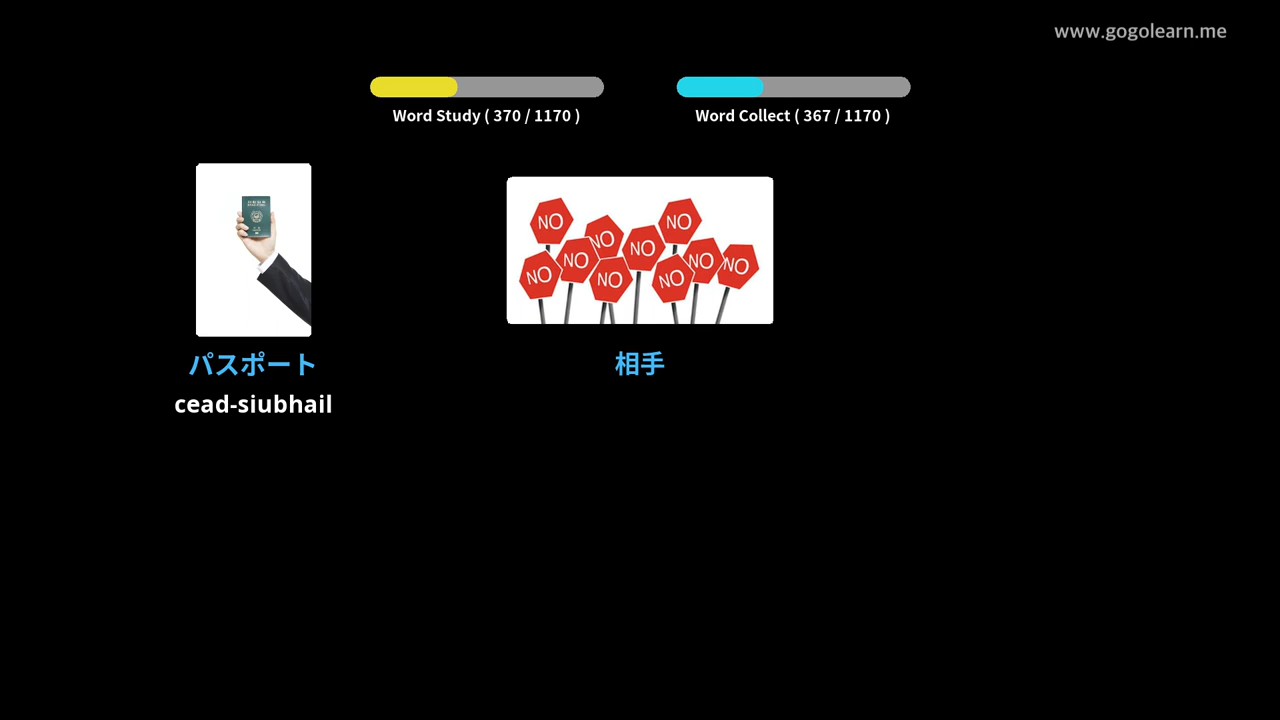 www.gogolearn.me
Word Study ( 370 / 1170 )
Word Collect ( 367 / 1170 )
NO
NO
NO
NO
NO
NO
NO
NO
NO
NO
パスポート
相手
cead-siubhail